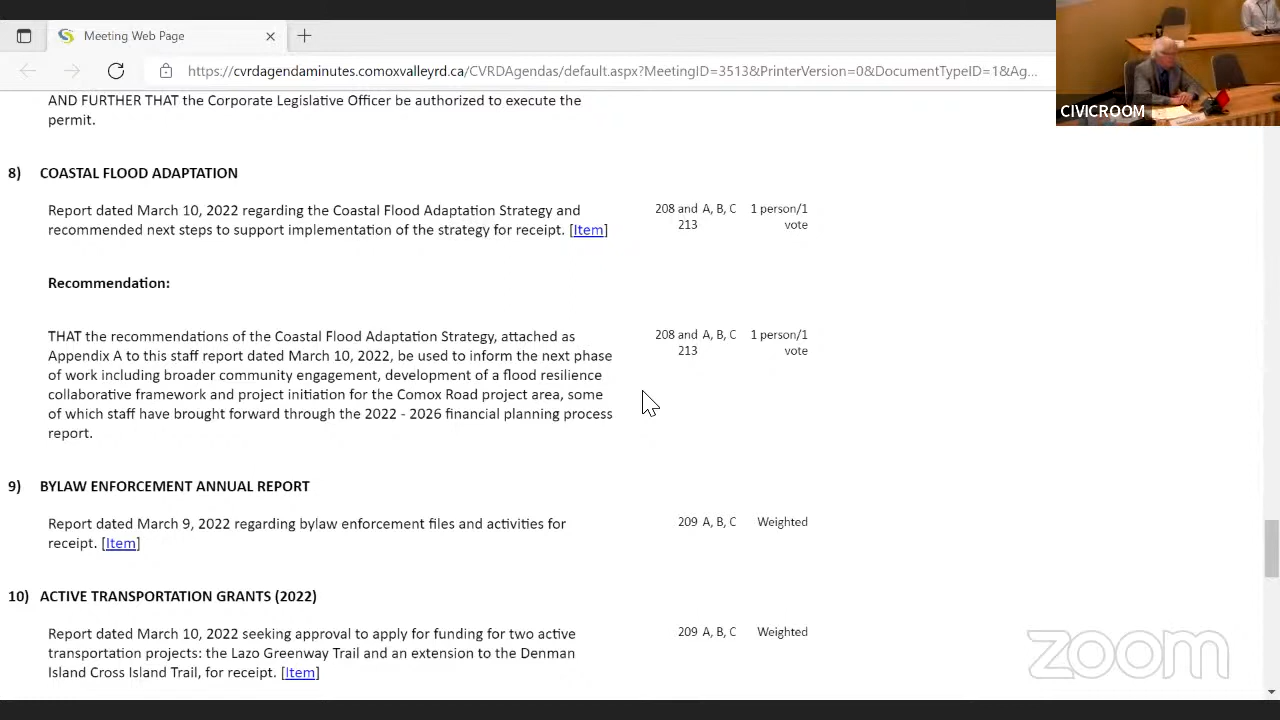 Meeting Web Page
https://cvrdagendaminutes.comoxvalleyrd.ca/CVRDAgendas/default.aspx?MeetingID=3513&PrinterVersion=0&DocumentTypeID=1&Ag...
CIVICROOM
AND FURTHER THAT the Corporate Legislative Officer be authorized to execute the
permit.
8) COASTAL FLOOD ADAPTATION
Report dated March 10, 2022 regarding the Coastal Flood Adaptation Strategy and 208 and A, B, C 1 person/1
recommended next steps to support implementation of the strategy for receipt. [Item] 213 vote
Recommendation:
THAT the recommendations of the Coastal Flood Adaptation Strategy, attached as 208 and A, B, C 1 person/1
Appendix A to this staff report dated March 10, 2022, be used to inform the next phase 213 vote
of work including broader community engagement, development of a flood resilience
collaborative framework and project initiation for the Comox Road project area, some
of which staff have brought forward through the 2022 - 2026 financial planning process
report.
9) BYLAW ENFORCEMENT ANNUAL REPORT
Report dated March 9, 2022 regarding bylaw enforcement files and activities for 209 A, B, C Weighted
receipt. [Item]
10) ACTIVE TRANSPORTATION GRANTS (2022)
Report dated March 10, 2022 seeking approval to apply for funding for two active 209 A, B, C Weighted
transportation projects: the Lazo Greenway Trail and an extension to the Denman
Island Cross Island Trail, for receipt. [Item]
zoom